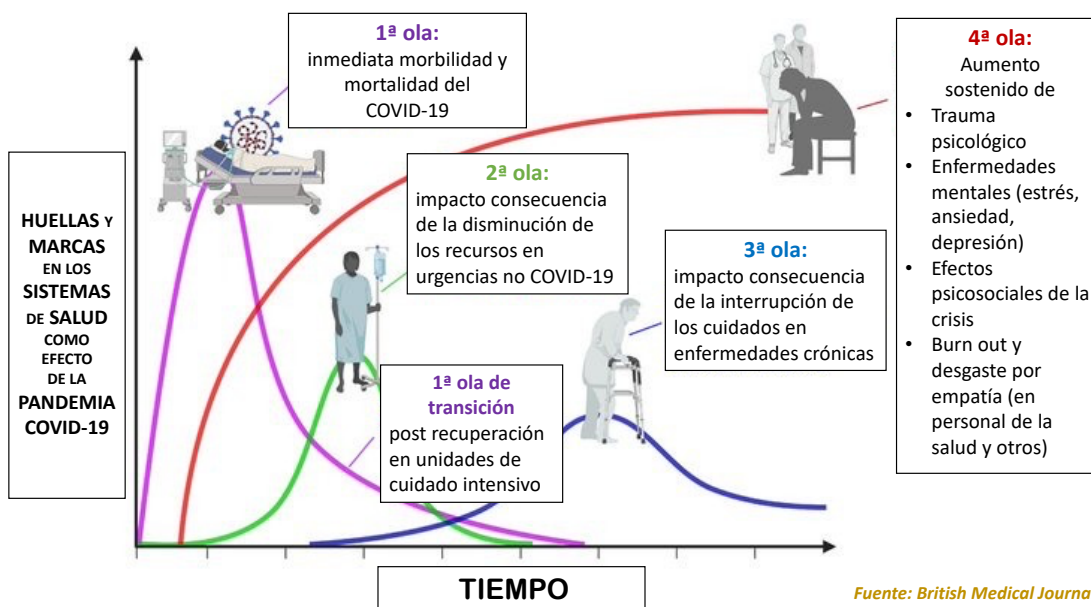 1ª ola:
inmediata morbilidad y
mortalidad del
COVID-19
4ª ola:
Aumento
sostenido de
• Trauma
psicológico
• Enfermedades
mentales (estrés,
ansiedad,
depresión)
• Efectos
psicosociales de la
crisis
• Burn out y
desgaste por
empatía (en
personal de la
salud y otros)
HUELLAS Y
MARCAS
EN LOS
SISTEMAS
DE SALUD
COMO
EFECTO
DE LA
PANDEMIA
COVID-19
2ª ola:
impacto consecuencia
de la disminución de
los recursos en
urgencias no COVID-19
3ª ola:
impacto consecuencia
de la interrupción de
los cuidados en
enfermedades crónicas
1ª ola de
transición
post recuperación
en unidades de
cuidado intensivo
TIEMPO
Fuente: British Medical Journa